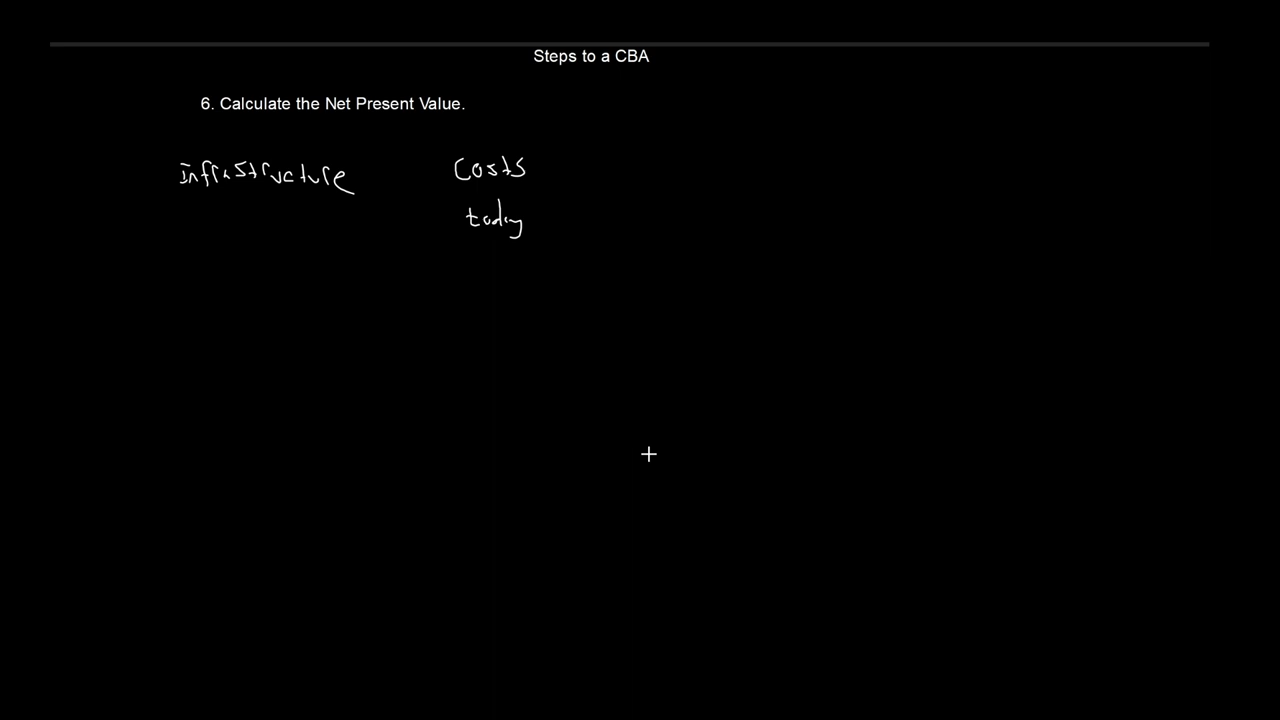 Steps to a CBA
6. Calculate the Net Present Value.
infrastructure costs
today